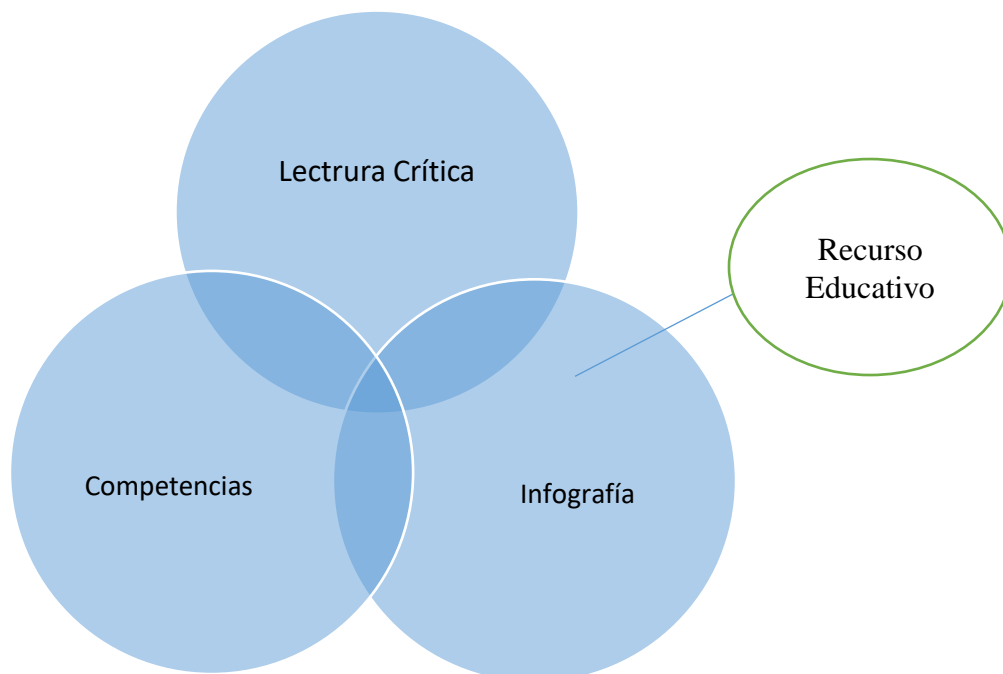 Lectrura Crítica
Recurso
Educativo
Competencias
Infografía